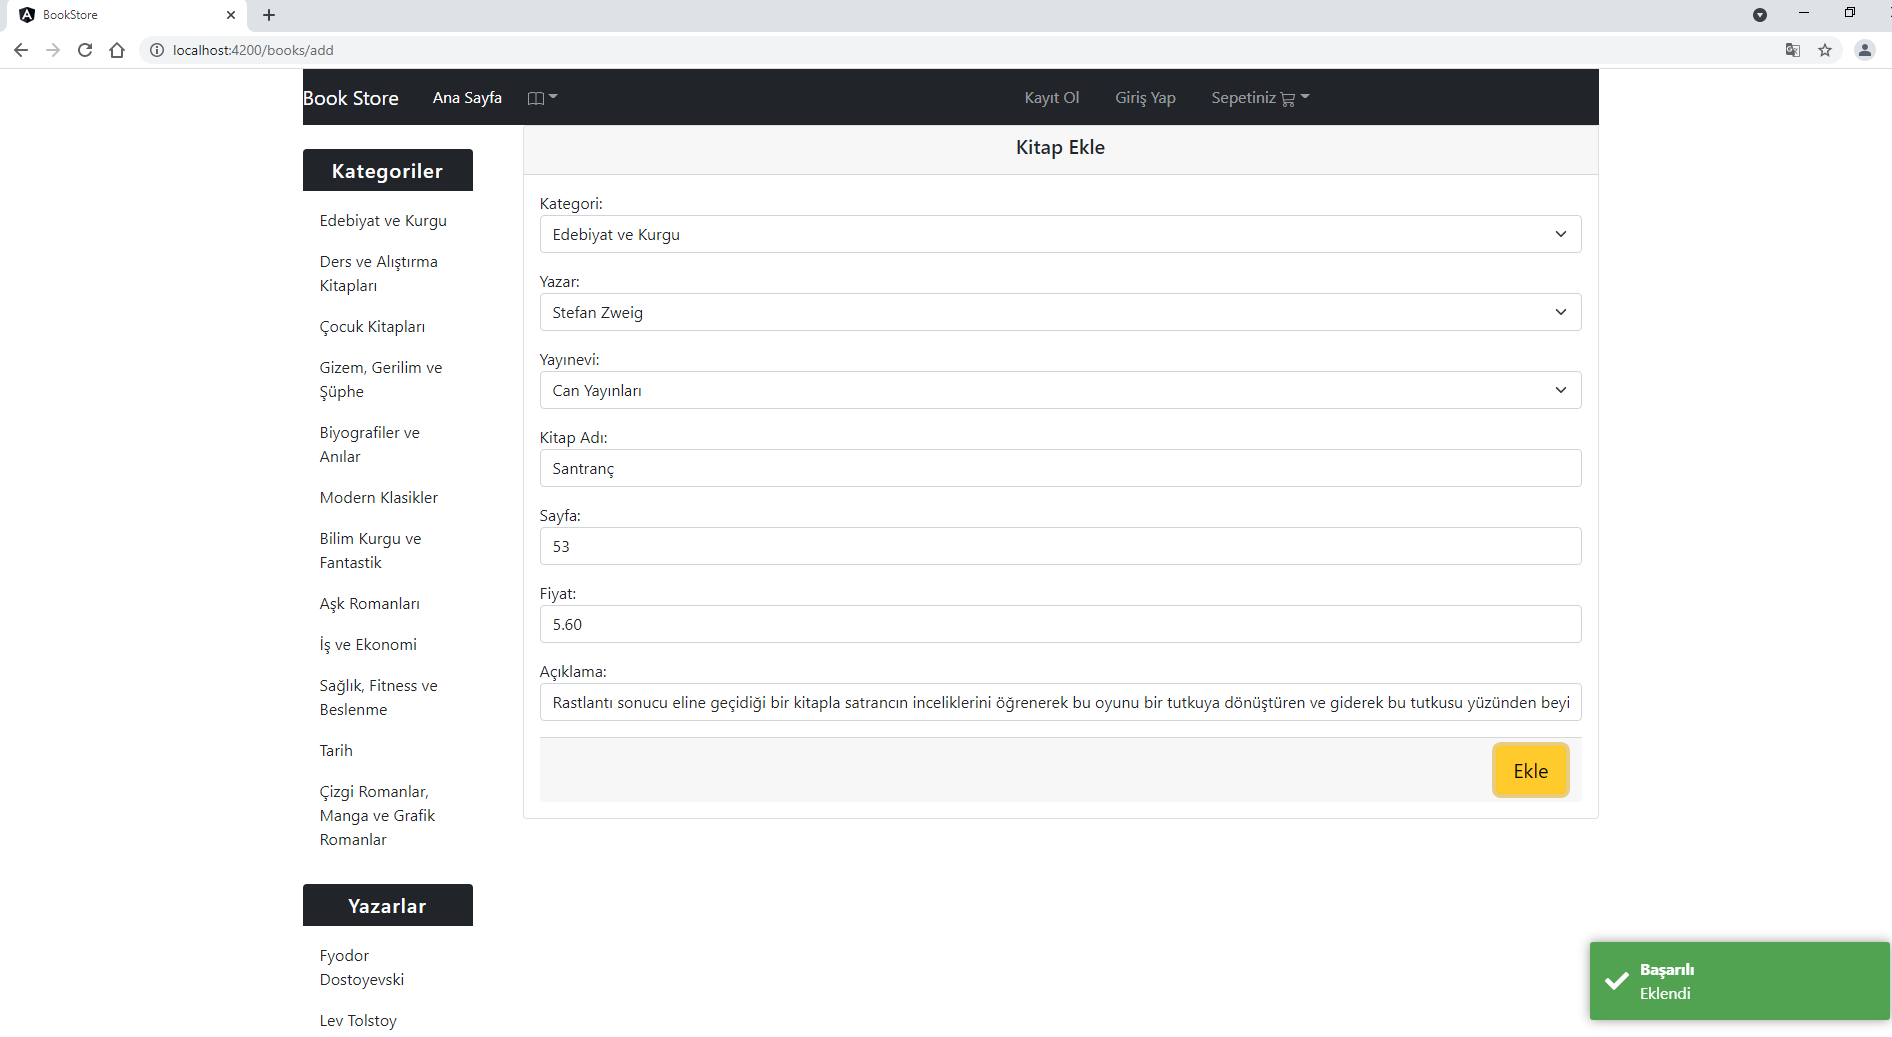 BookStore
localhost:4200/books/add
Book Store
Ana Sayfa
Kayıt Ol
Giriş Yap
Sepetiniz
Kategoriler
Edebiyat ve Kurgu
Ders ve Alıştırma
Kitapları
Çocuk Kitapları
Gizem, Gerilim ve
Şüphe
Biyografiler ve
Anılar
Modern Klasikler
Bilim Kurgu ve
Fantastik
Aşk Romanları
İş ve Ekonomi
Sağlık, Fitness ve
Beslenme
Tarih
Çizgi Romanlar,
Manga ve Grafik
Romanlar
Yazarlar
Fyodor
Dostoyevski
Lev Tolstoy
Kitap Ekle
Kategori:
Edebiyat ve Kurgu
Yazar:
Stefan Zweig
Yayınevi:
Can Yayınları
Kitap Adı:
Santranç
Sayfa:
53
Fiyat:
5.60
Açıklama:
Rastlantı sonucu eline geçidiği bir kitapla satrancın inceliklerini öğrenerek bu oyunu bir tutkuya dönüştüren ve giderek bu tutkusu yüzünden beyi
Ekle
Başarılı
Eklendi